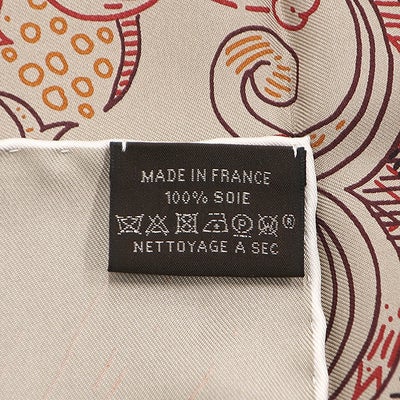 MADE IN FRANCE
100% SOIE
P W ®
NETTOYAGE A SEC